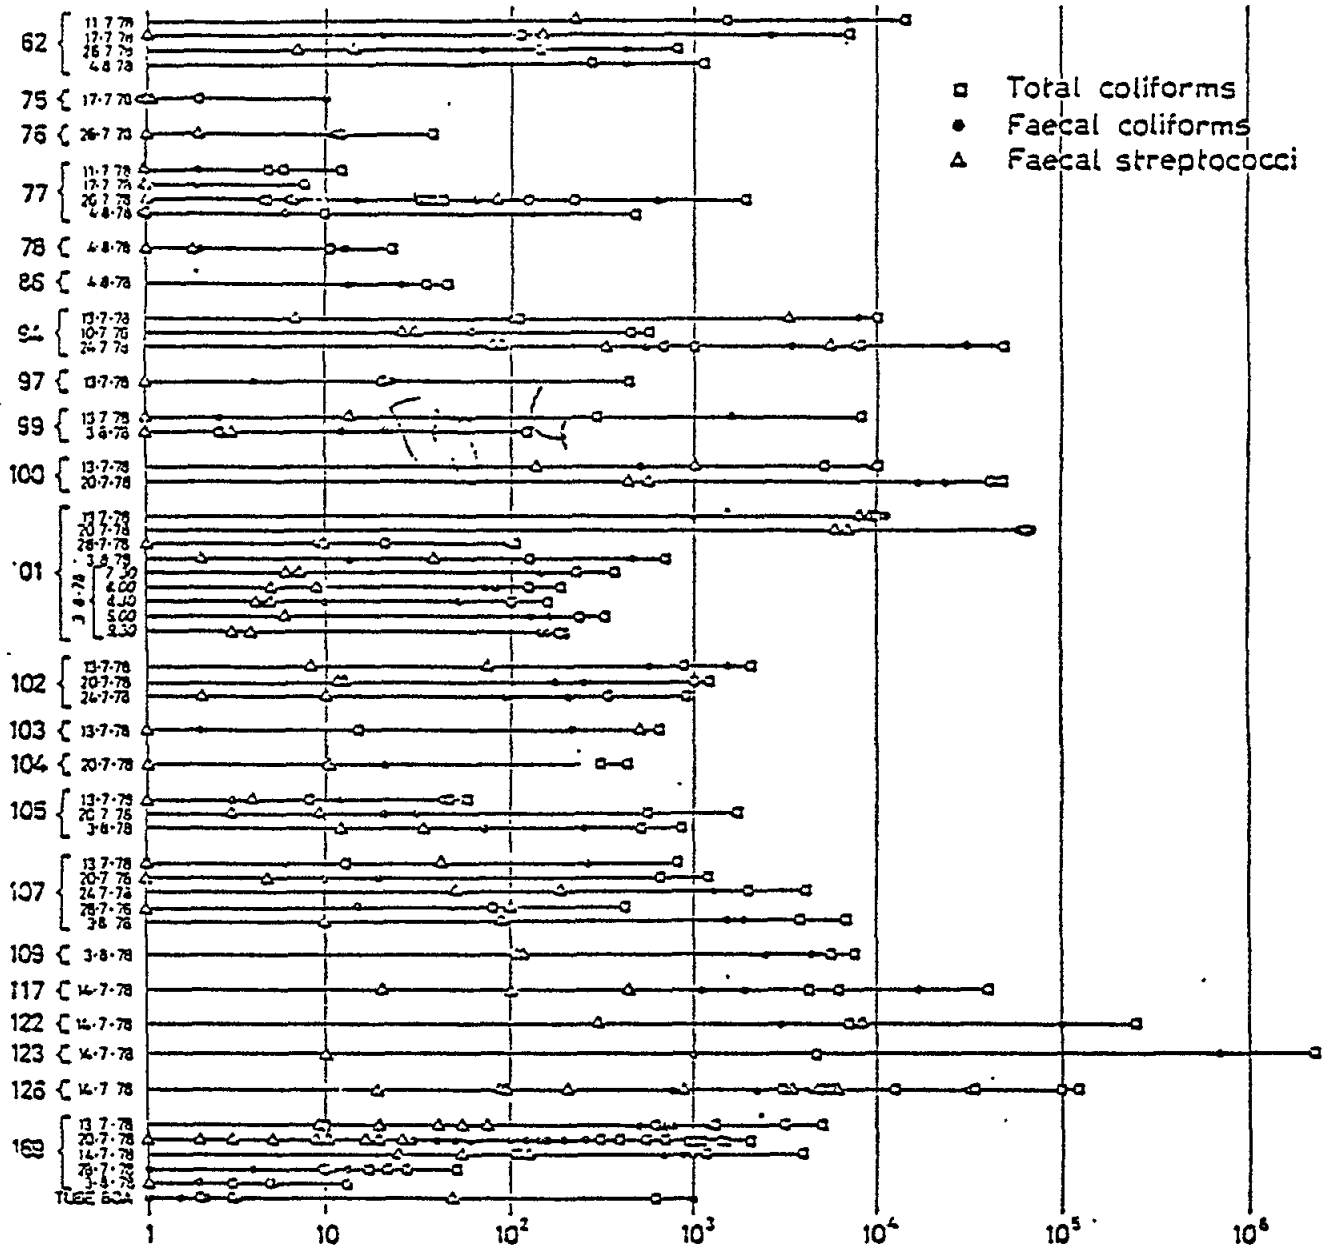 62 { 11 7 78
17·7 78
26 7 78
4 8 78
Total coliforms
75 { 17·7 78
Faecal coliforms
76 { 26·7 78
Faecal streptococci
77 { 11·7 78
17·7 78
26 7 78
4·8·78
78 { 4·8·78
86 { 4·8·78
94 { 13·7·78
24 7 78
97 { 13·7·78
99 { 13 7 78
3·8·78
100 { 13·7·78
20·7·78
101 { 13 7·78
20 7·78
28·7·78
3·8·78
3·8·78 { 7·30
8·00
8·30
9·00
9·30
102 { 13·7·78
20·7·78
24·7·78
103 { 13·7·78
104 { 20·7·78
105 { 13·7·78
20 7 78
3·8·78
107 { 13 7·78
20·7·78
24·7·78
28·7·78
3·8 78
109 { 3·8·78
117 { 14·7·78
122 { 14·7·78
123 { 14·7·78
126 { 14·7 78
169 { 13 7·78
20·7·78
14·7·78
28·7·78
3·8·78
TUBE
1 10 10² 10³ 10⁴ 10⁵ 10⁶